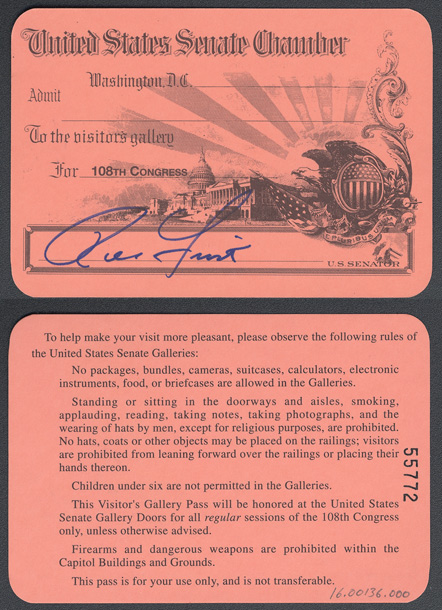 United States Senate Chamber
Washington, D.C.
Admit
To the visitor's gallery
For 108TH CONGRESS
E PLURIBUS UNUM
U.S. SENATOR
To help make your visit more pleasant, please observe the following rules of
the United States Senate Galleries:
No packages, bundles, cameras, suitcases, calculators, electronic
instruments, food, or briefcases are allowed in the Galleries.
Standing or sitting in the doorways and aisles, smoking,
applauding, reading, taking notes, taking photographs, and the
wearing of hats by men, except for religious purposes, are prohibited.
No hats, coats or other objects may be placed on the railings; visitors
are prohibited from leaning forward over the railings or placing their
hands thereon.
Children under six are not permitted in the Galleries.
This Visitor's Gallery Pass will be honored at the United States
Senate Gallery Doors for all regular sessions of the 108th Congress
only, unless otherwise advised.
Firearms and dangerous weapons are prohibited within the
Capitol Buildings and Grounds.
This pass is for your use only, and is not transferable.
55772
16.00136.000